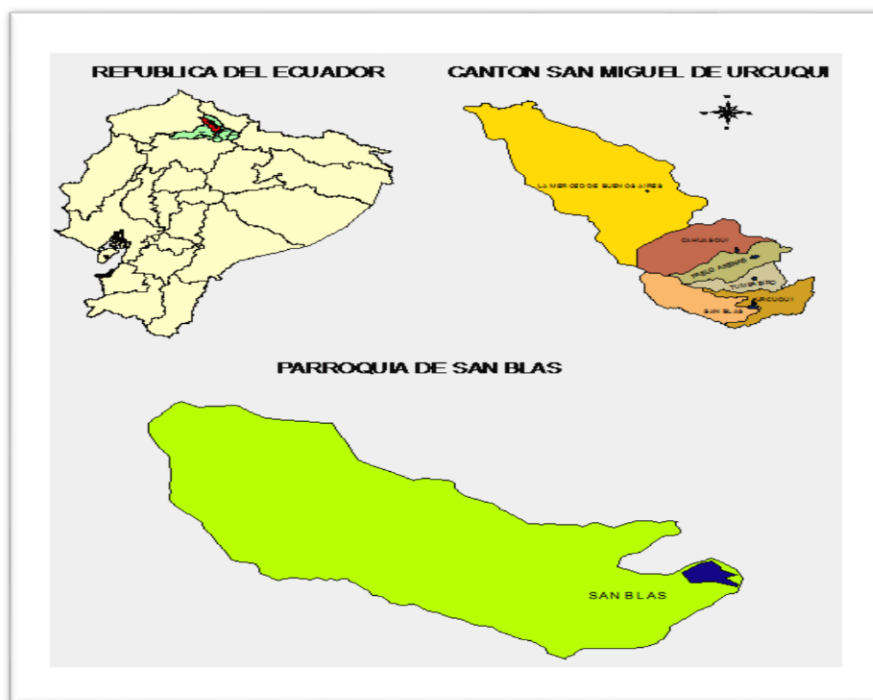 REPUBLICA DEL ECUADOR
CANTON SAN MIGUEL DE URCUQUI
LA MERCED DE BUENOS AIRES
CAHUASQUI
PABLO ARENAS
TUMBABIRO
URCUQUI
SAN BLAS
PARROQUIA DE SAN BLAS
SAN BLAS